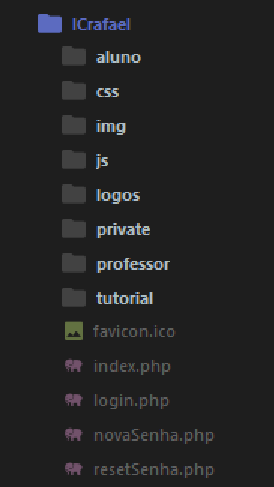 ICrafael
aluno
css
img
js
logos
private
professor
tutorial
favicon.ico
index.php
login.php
novaSenha.php
resetSenha.php